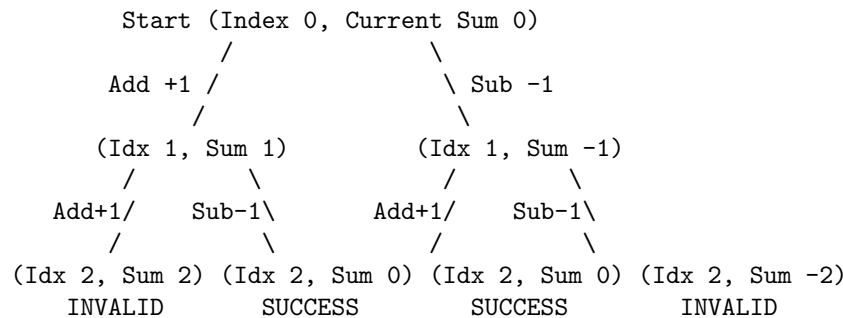 Start (Index 0, Current Sum 0)
/ \
Add +1 / \ Sub -1
/ \
(Idx 1, Sum 1) (Idx 1, Sum -1)
/ \ / \
Add+1/ Sub-1\ Add+1/ Sub-1\
/ \ / \
(Idx 2, Sum 2) (Idx 2, Sum 0) (Idx 2, Sum 0) (Idx 2, Sum -2)
INVALID SUCCESS SUCCESS INVALID